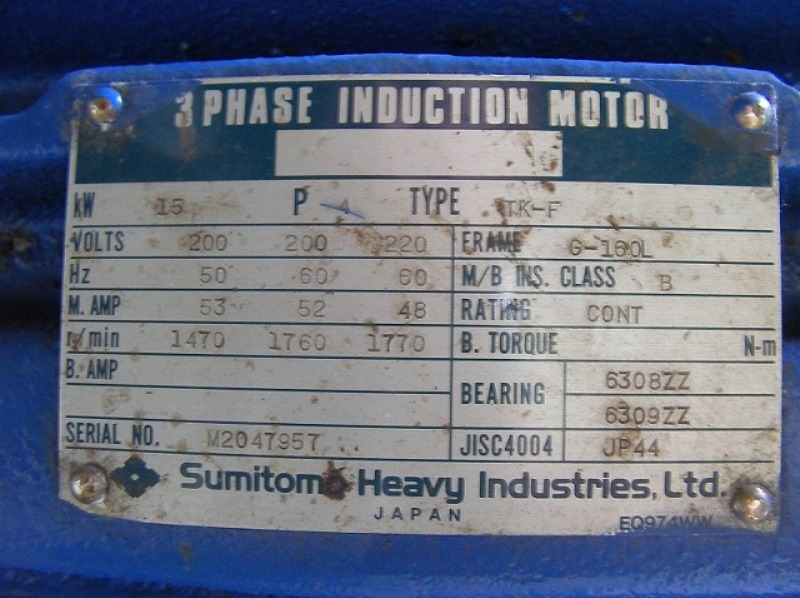 3 PHASE INDUCTION MOTOR
kW 15 P 4 TYPE TK-F
VOLTS 200 200 220 FRAME G-160L
Hz 50 60 60 M/B INS. CLASS B
M. AMP 53 52 48 RATING CONT
r/min 1470 1760 1770 B. TORQUE N-m
B. AMP
BEARING 6308ZZ
6309ZZ
SERIAL NO. M2047957 JISC4004 JP44
Sumitomo Heavy Industries, Ltd.
JAPAN EQ974WW